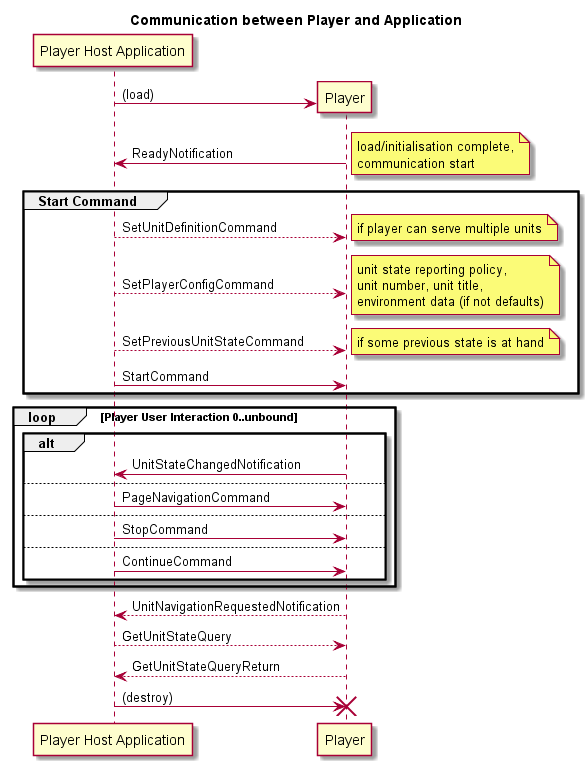 Communication between Player and Application
Player Host Application
(load)
Player
ReadyNotification
load/initialisation complete,
communication start
Start Command
SetUnitDefinitionCommand
if player can serve multiple units
SetPlayerConfigCommand
unit state reporting policy,
unit number, unit title,
environment data (if not defaults)
SetPreviousUnitStateCommand
if some previous state is at hand
StartCommand
loop [Player User Interaction 0..unbound]
alt
UnitStateChangedNotification
PageNavigationCommand
StopCommand
ContinueCommand
UnitNavigationRequestedNotification
GetUnitStateQuery
GetUnitStateQueryReturn
(destroy)
Player Host Application
Player